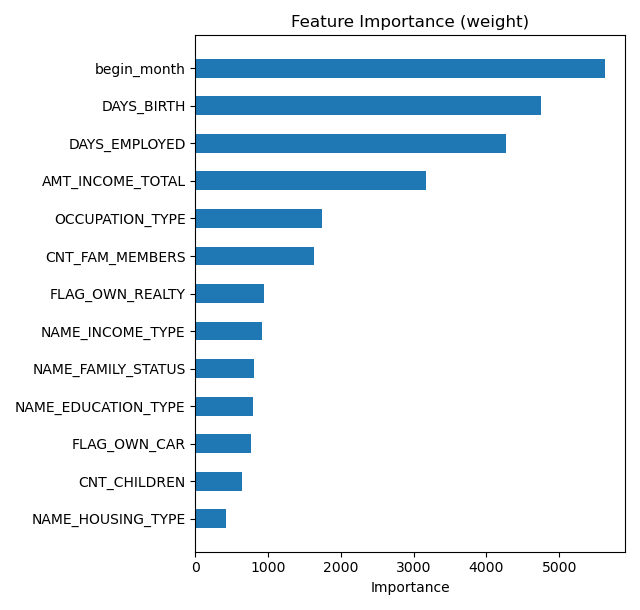 Feature Importance (weight)
begin_month
DAYS_BIRTH
DAYS_EMPLOYED
AMT_INCOME_TOTAL
OCCUPATION_TYPE
CNT_FAM_MEMBERS
FLAG_OWN_REALTY
NAME_INCOME_TYPE
NAME_FAMILY_STATUS
NAME_EDUCATION_TYPE
FLAG_OWN_CAR
CNT_CHILDREN
NAME_HOUSING_TYPE
0 1000 2000 3000 4000 5000
Importance